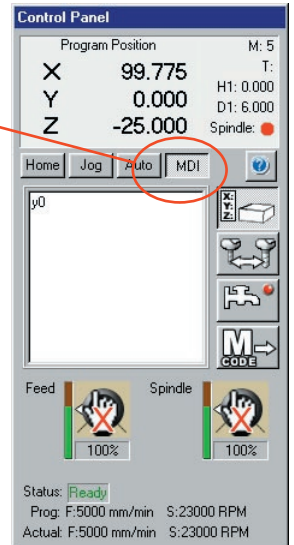 Control Panel
Program Position M: 5
X 99.775 T:
H1: 0.000
Y 0.000 D1: 6.000
Z -25.000 Spindle:
Home Jog Auto MDI
y0
X:
Y:
Z:
M
CODE
Feed Spindle
100% 100%
Status: Ready
Prog: F:5000 mm/min S:23000 RPM
Actual: F:5000 mm/min S:23000 RPM